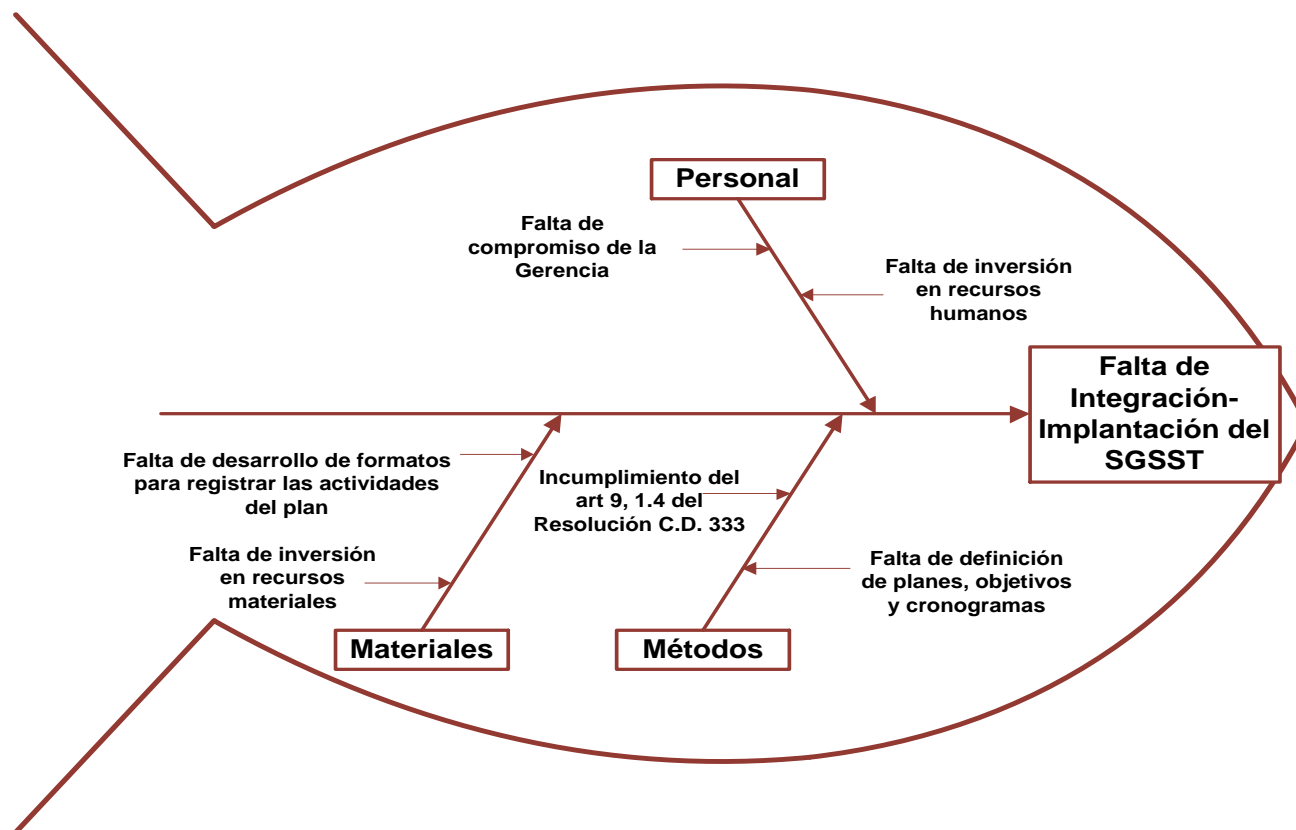 Personal
Falta de
compromiso de la
Gerencia
Falta de inversión
en recursos
humanos
Falta de
Integración-
Implantación del
SGSST
Falta de desarrollo de formatos
para registrar las actividades
del plan
Incumplimiento del
art 9, 1.4 del
Resolución C.D. 333
Falta de inversión
en recursos
materiales
Falta de definición
de planes, objetivos
y cronogramas
Materiales
Métodos